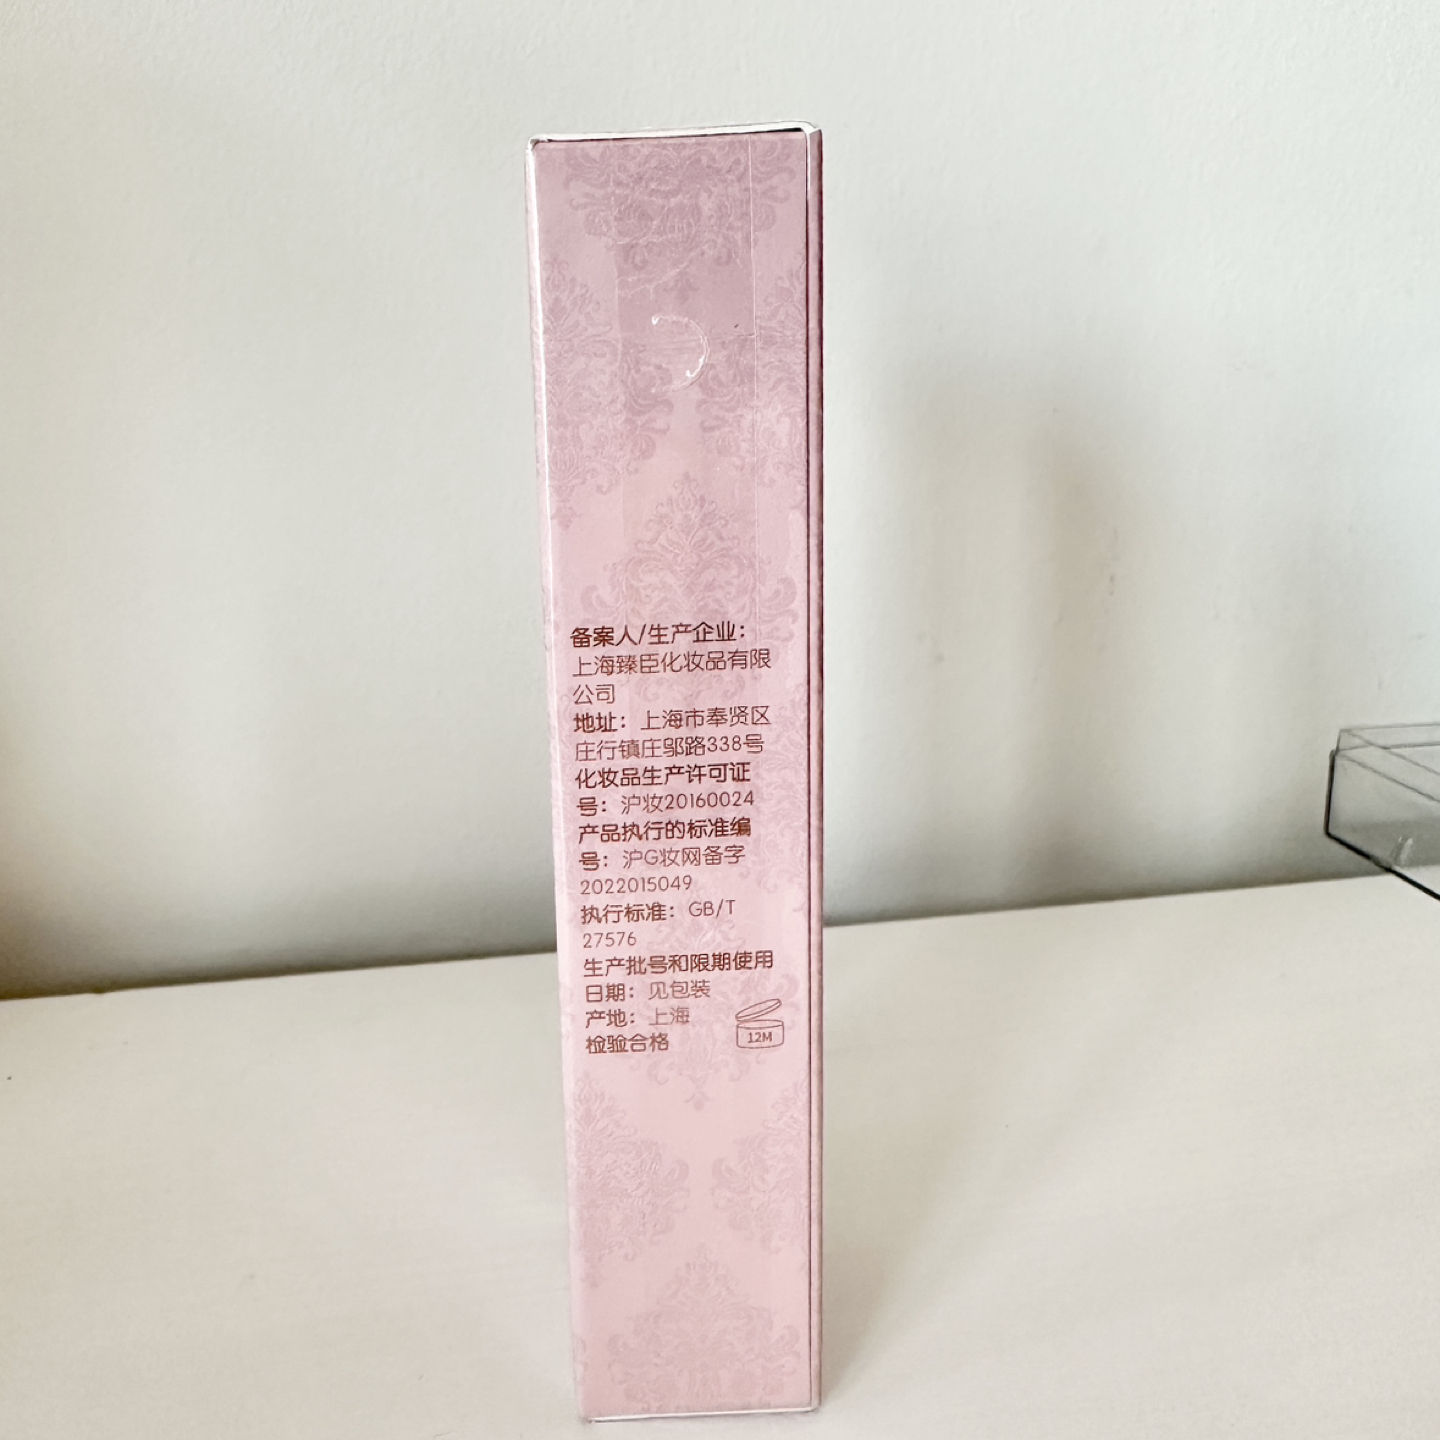 备案人/生产企业：
上海臻臣化妆品有限
公司
地址：上海市奉贤区
庄行镇庄邬路338号
化妆品生产许可证
号：沪妆20160024
产品执行的标准编
号：沪G妆网备字
2022015049
执行标准：GB/T
27576
生产批号和限期使用
日期：见包装
产地：上海
检验合格
12M